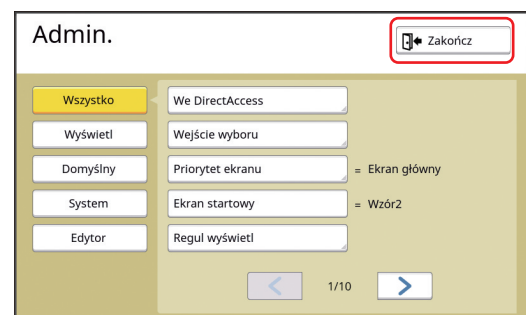 Admin.
Zakończ
Wszystko
We DirectAccess
Wyświetl
Wejście wyboru
Domyślny
Priorytet ekranu = Ekran główny
System
Ekran startowy = Wzór2
Edytor
Regul wyświetl
1/10